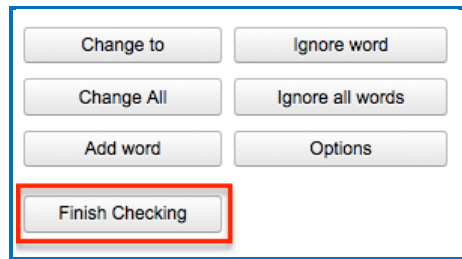 Change to Ignore word
Change All Ignore all words
Add word Options
Finish Checking